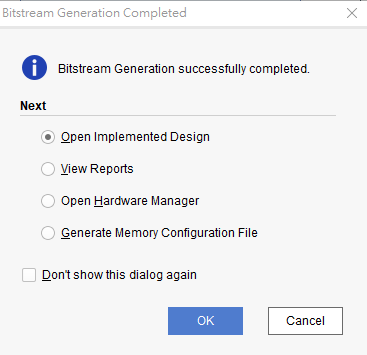 Bitstream Generation Completed
Bitstream Generation successfully completed.
Next
Open Implemented Design
View Reports
Open Hardware Manager
Generate Memory Configuration File
Don't show this dialog again
OK
Cancel